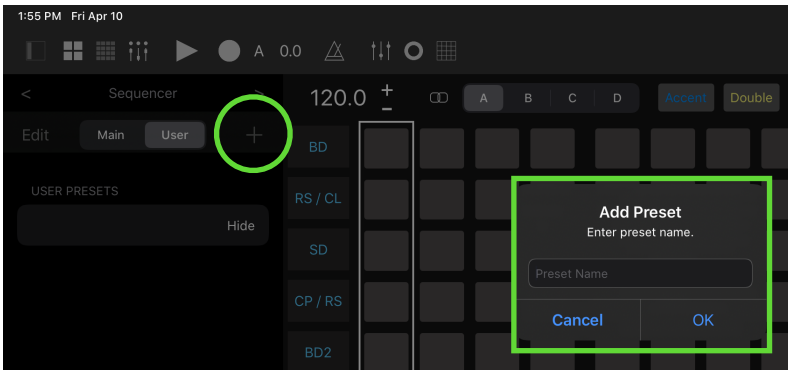 1:55 PM Fri Apr 10
A 0.0
< Sequencer >
120.0 + −
A B C D Accent Double
Edit Main User +
BD
USER PRESETS
RS / CL
Hide
Add Preset
Enter preset name.
SD
Preset Name
CP / RS
Cancel OK
BD2